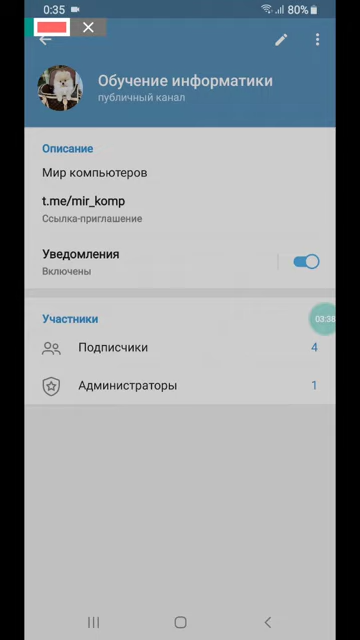 0:35
80%
Обучение информатики
публичный канал
Описание
Мир компьютеров
t.me/mir_komp
Ссылка-приглашение
Уведомления
Включены
Участники
03:38
Подписчики 4
Администраторы 1